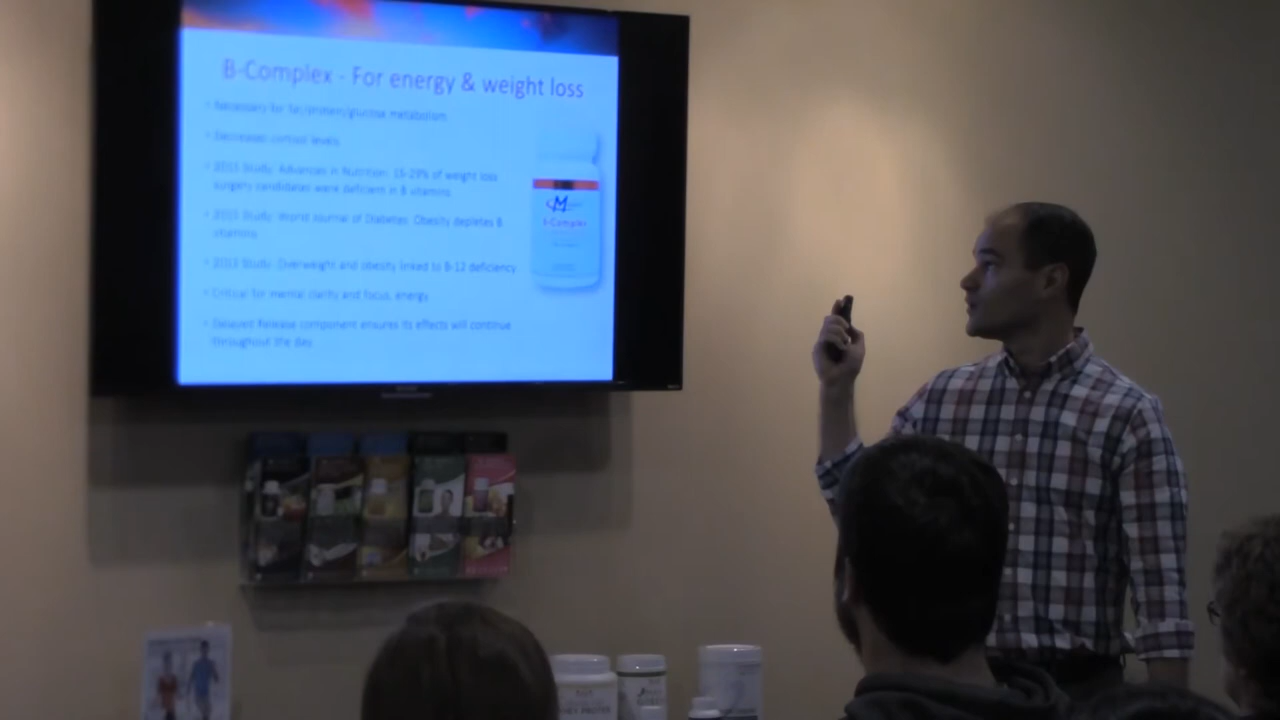 B-Complex - For energy & weight loss
Necessary for fat/protein/glucose metabolism
Decreases cortisol levels
2015 Study: Advances in Nutrition: 15-29% of weight loss
surgery candidates were deficient in B vitamins
Study: World Journal of Diabetes: Obesity depletes B
vitamins
2013 Study: Overweight and obesity linked to B-12 deficiency
Critical for mental clarity and focus, energy
Delayed Release component ensures its effects will continue
throughout the day
M
B-Complex